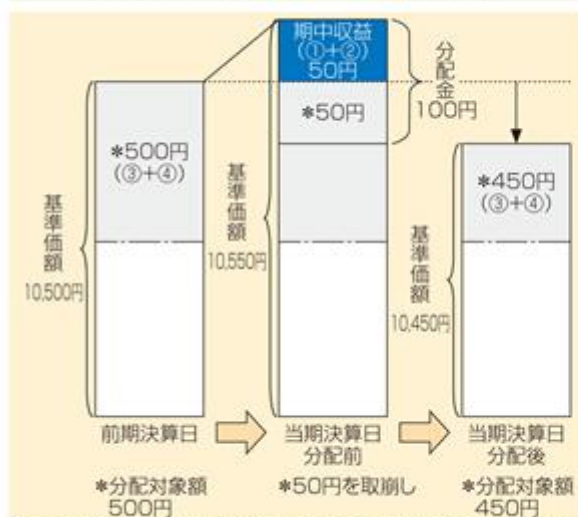 期中収益
(①+②)
50円
*50円
分配金
100円
*500円
(③+④)
基準価額
10,500円
基準価額
10,550円
*450円
(③+④)
基準価額
10,450円
前期決算日
当期決算日
分配前
当期決算日
分配後
*分配対象額
500円
*50円を取崩し
*分配対象額
450円